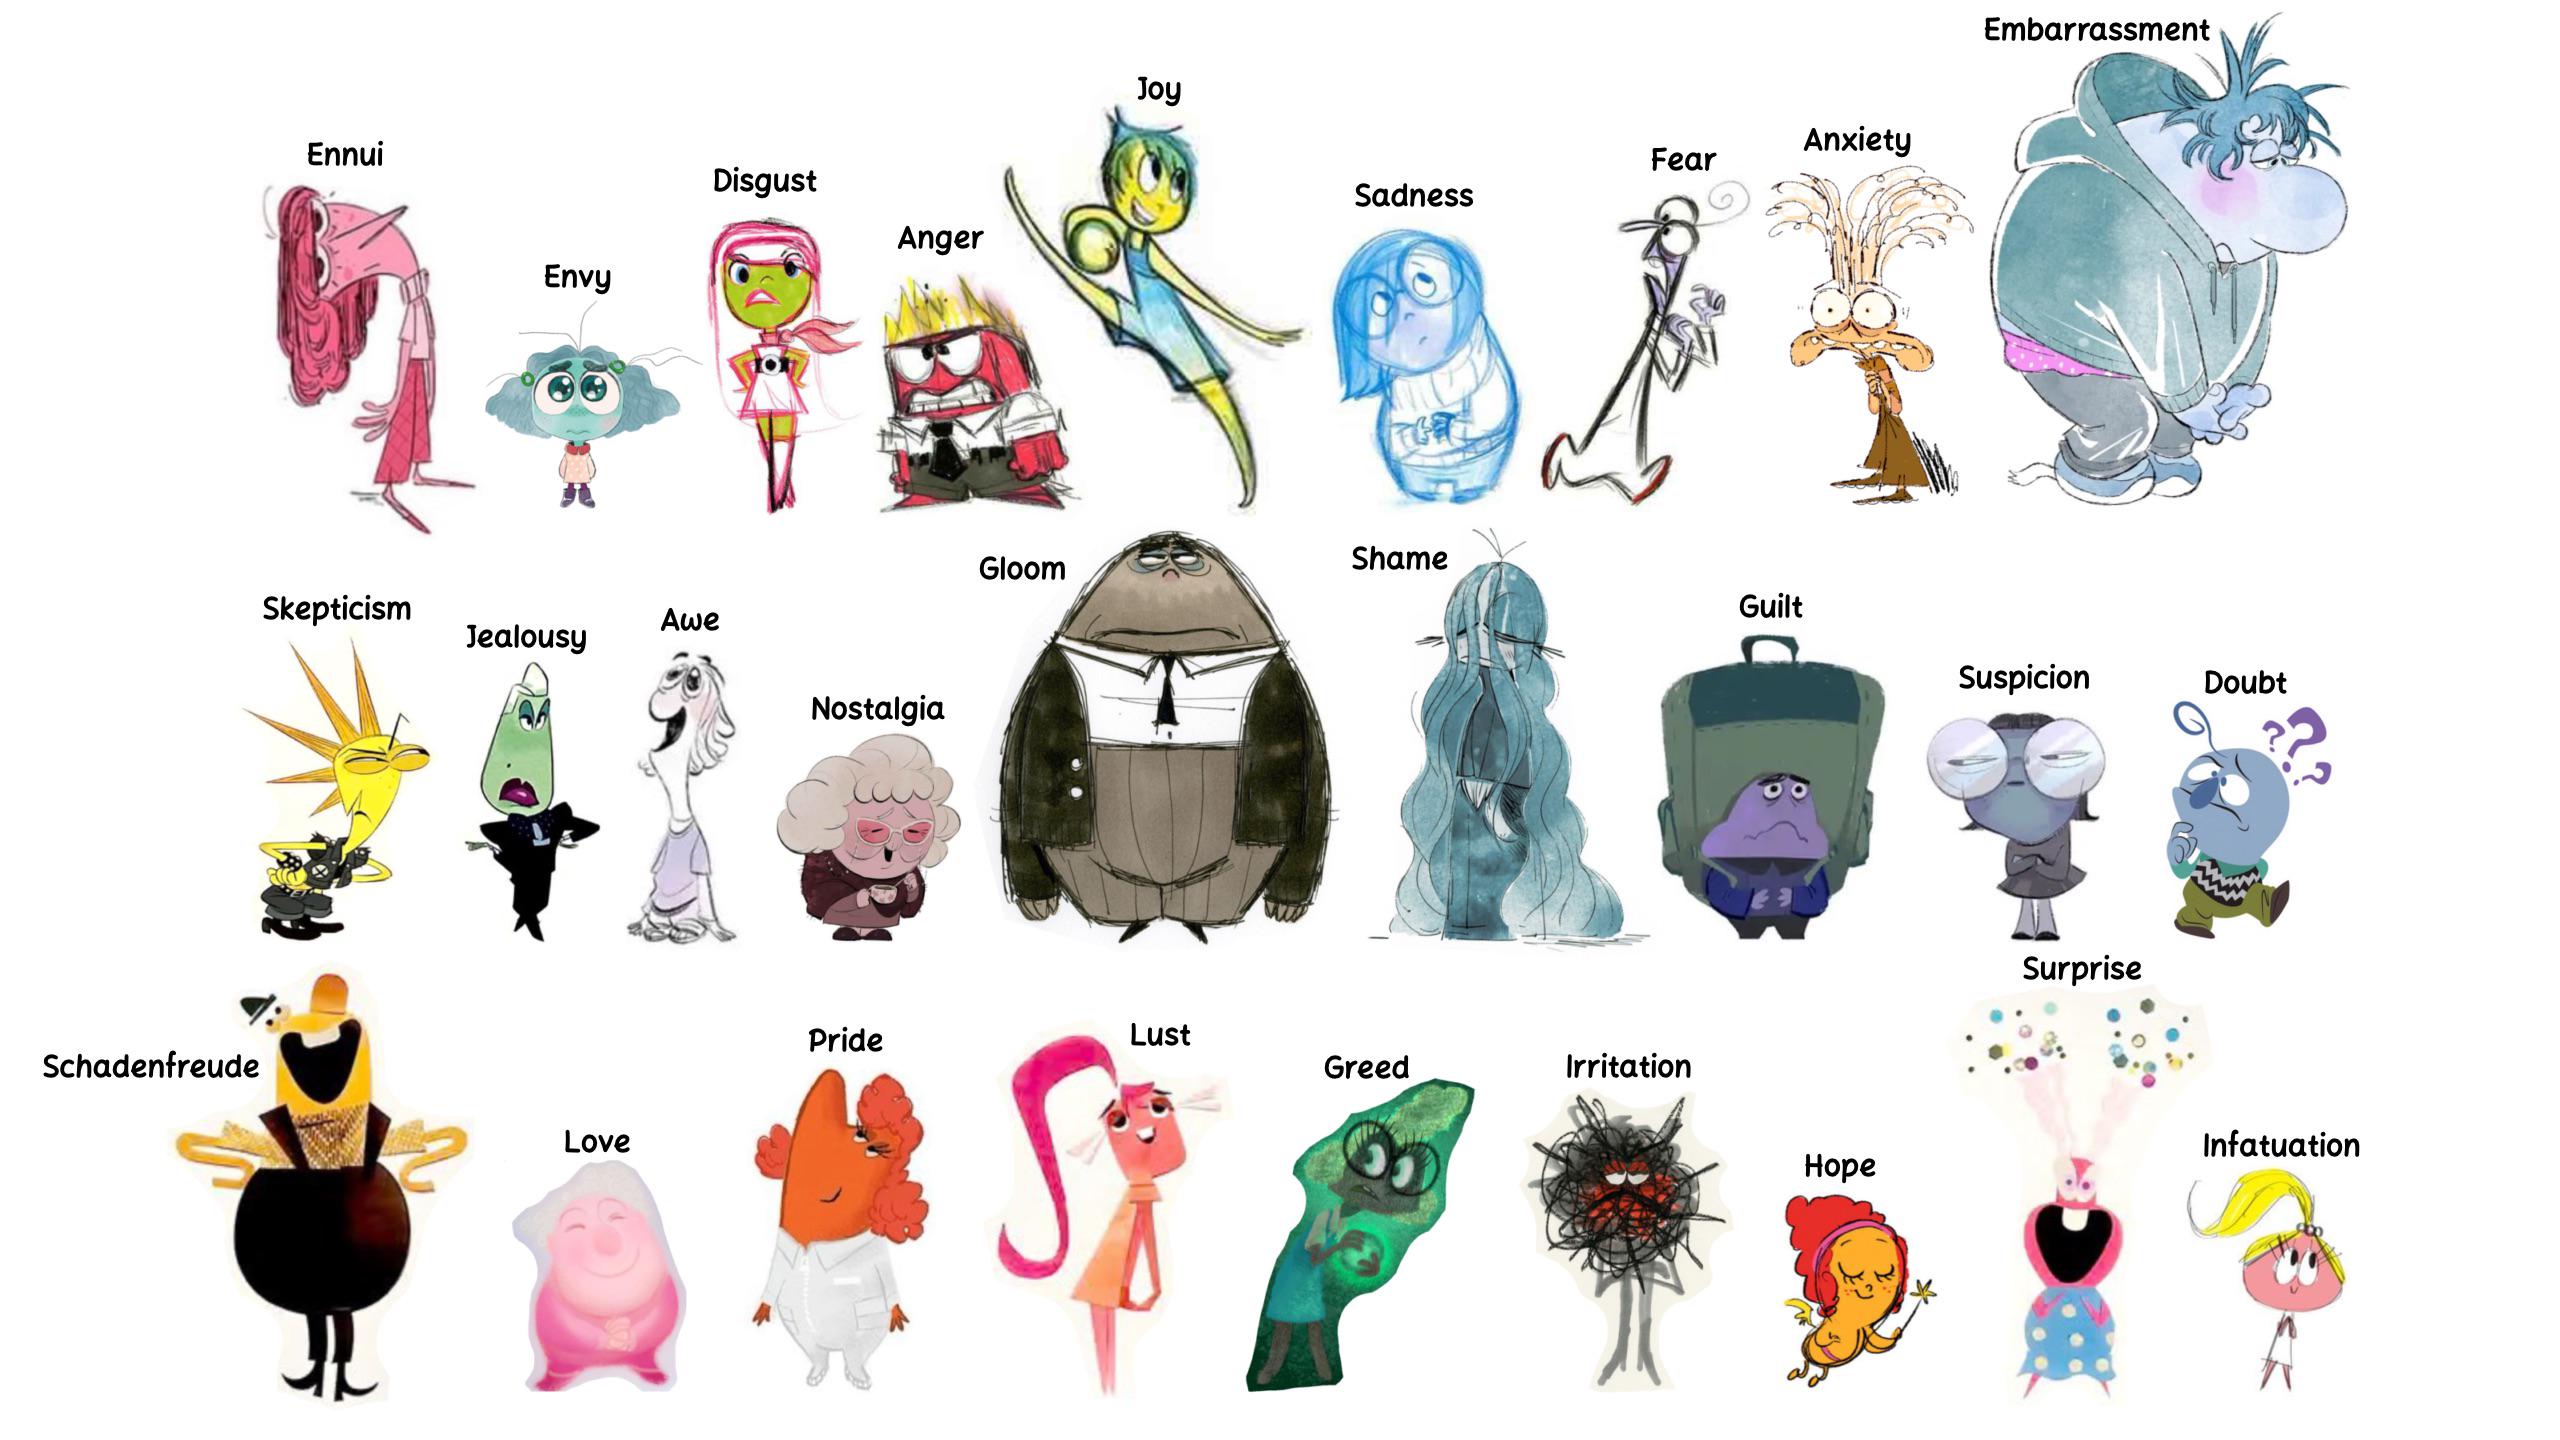 Ennui
Envy
Disgust
Anger
Joy
Sadness
Fear
Anxiety
Embarrassment
Skepticism
Jealousy
Awe
Nostalgia
Gloom
Shame
Guilt
Suspicion
Doubt
???
Schadenfreude
Love
Pride
Lust
Greed
Irritation
Hope
Surprise
Infatuation